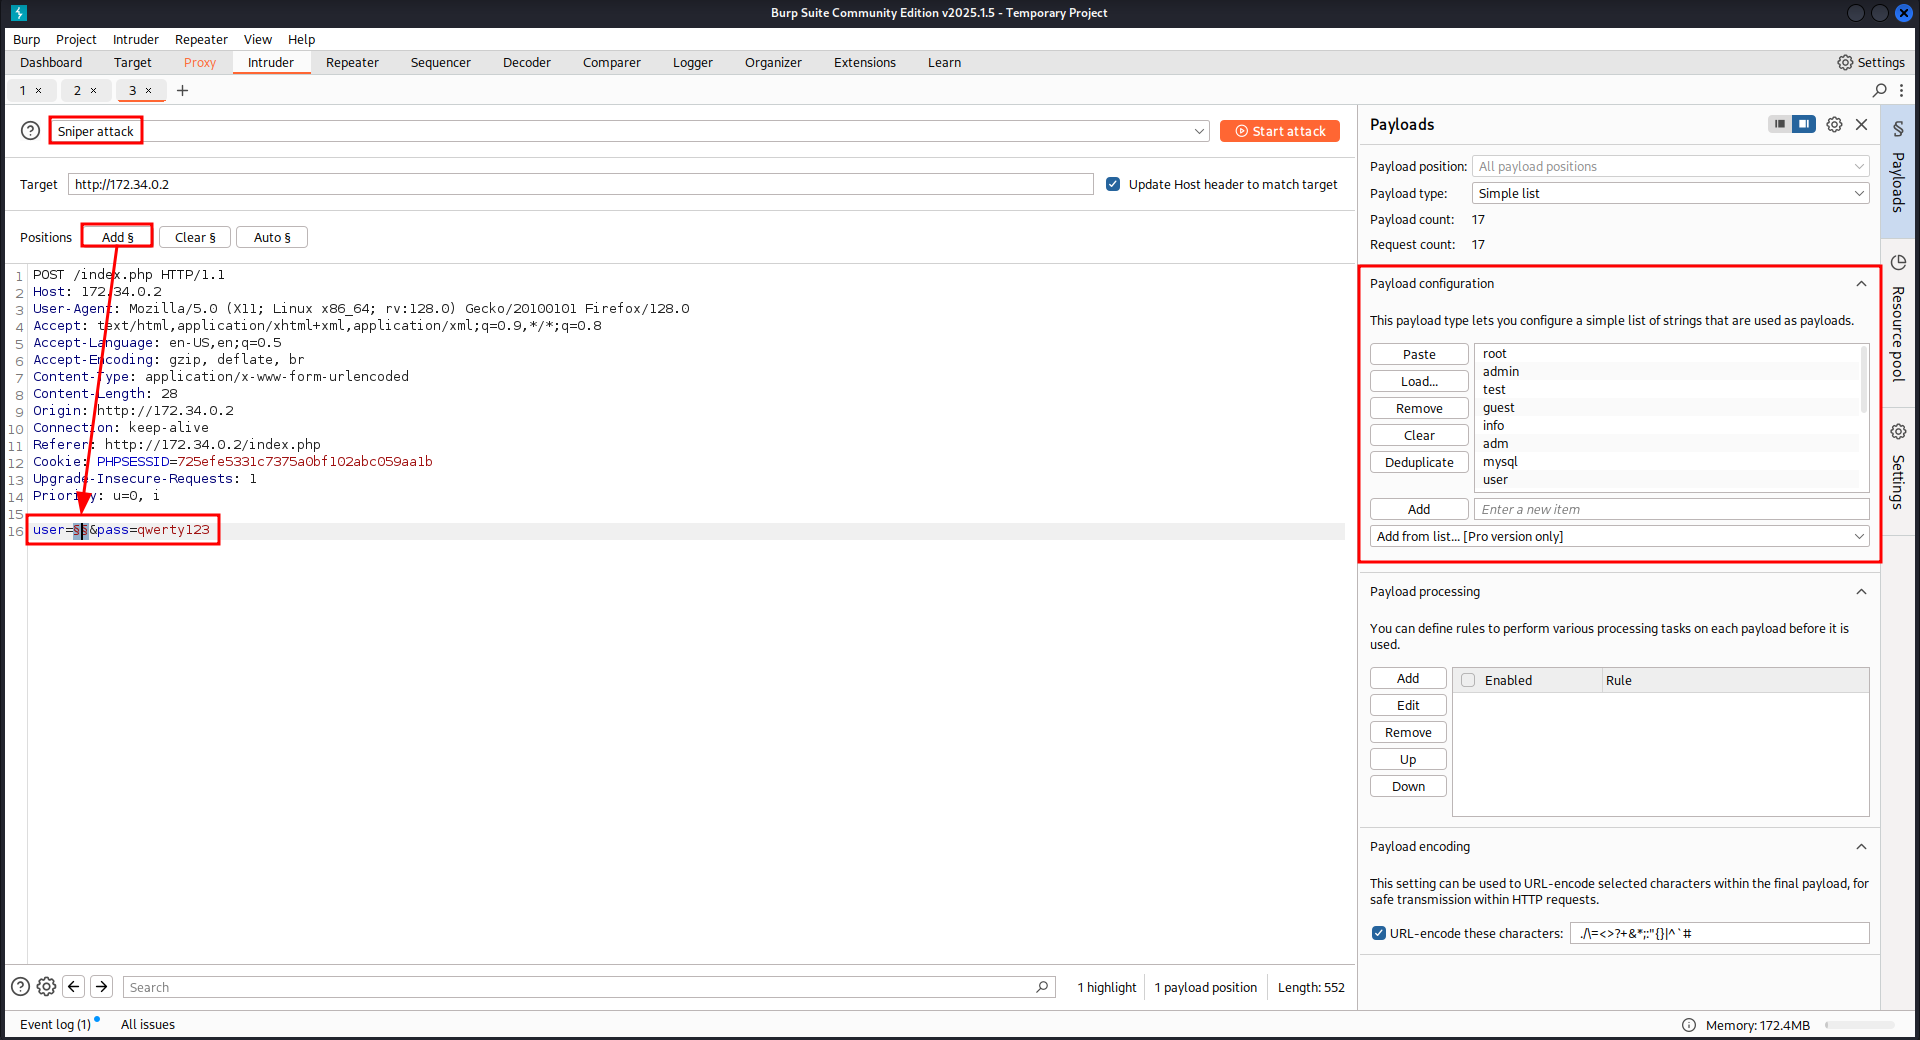 Burp Suite Community Edition v2025.1.5 - Temporary Project
Burp Project Intruder Repeater View Help
Dashboard Target Proxy Intruder Repeater Sequencer Decoder Comparer Logger Organizer Extensions Learn Settings
1 × 2 × 3 × +
Sniper attack
Start attack
Target http://172.34.0.2 Update Host header to match target
Positions Add § Clear § Auto §
1 POST /index.php HTTP/1.1
2 Host: 172.34.0.2
3 User-Agent: Mozilla/5.0 (X11; Linux x86_64; rv:128.0) Gecko/20100101 Firefox/128.0
4 Accept: text/html,application/xhtml+xml,application/xml;q=0.9,*/*;q=0.8
5 Accept-Language: en-US,en;q=0.5
6 Accept-Encoding: gzip, deflate, br
7 Content-Type: application/x-www-form-urlencoded
8 Content-Length: 28
9 Origin: http://172.34.0.2
10 Connection: keep-alive
11 Referer: http://172.34.0.2/index.php
12 Cookie: PHPSESSID=725efe5331c7375a0bf102abc059aa1b
13 Upgrade-Insecure-Requests: 1
14 Priority: u=0, i
15
16 user=§§&pass=qwerty123
Search
1 highlight 1 payload position Length: 552
Event log (1) All issues
Memory: 172.4MB
Payloads
Payload position: All payload positions
Payload type: Simple list
Payload count: 17
Request count: 17
Payload configuration
This payload type lets you configure a simple list of strings that are used as payloads.
Paste
Load...
Remove
Clear
Deduplicate
root
admin
test
guest
info
adm
mysql
user
Add Enter a new item
Add from list... [Pro version only]
Payload processing
You can define rules to perform various processing tasks on each payload before it is
used.
Add
Edit
Remove
Up
Down
Enabled Rule
Payload encoding
This setting can be used to URL-encode selected characters within the final payload, for
safe transmission within HTTP requests.
URL-encode these characters: ./\=<>?+&*;:"{}|^`#
§ Payloads
Resource pool
Settings